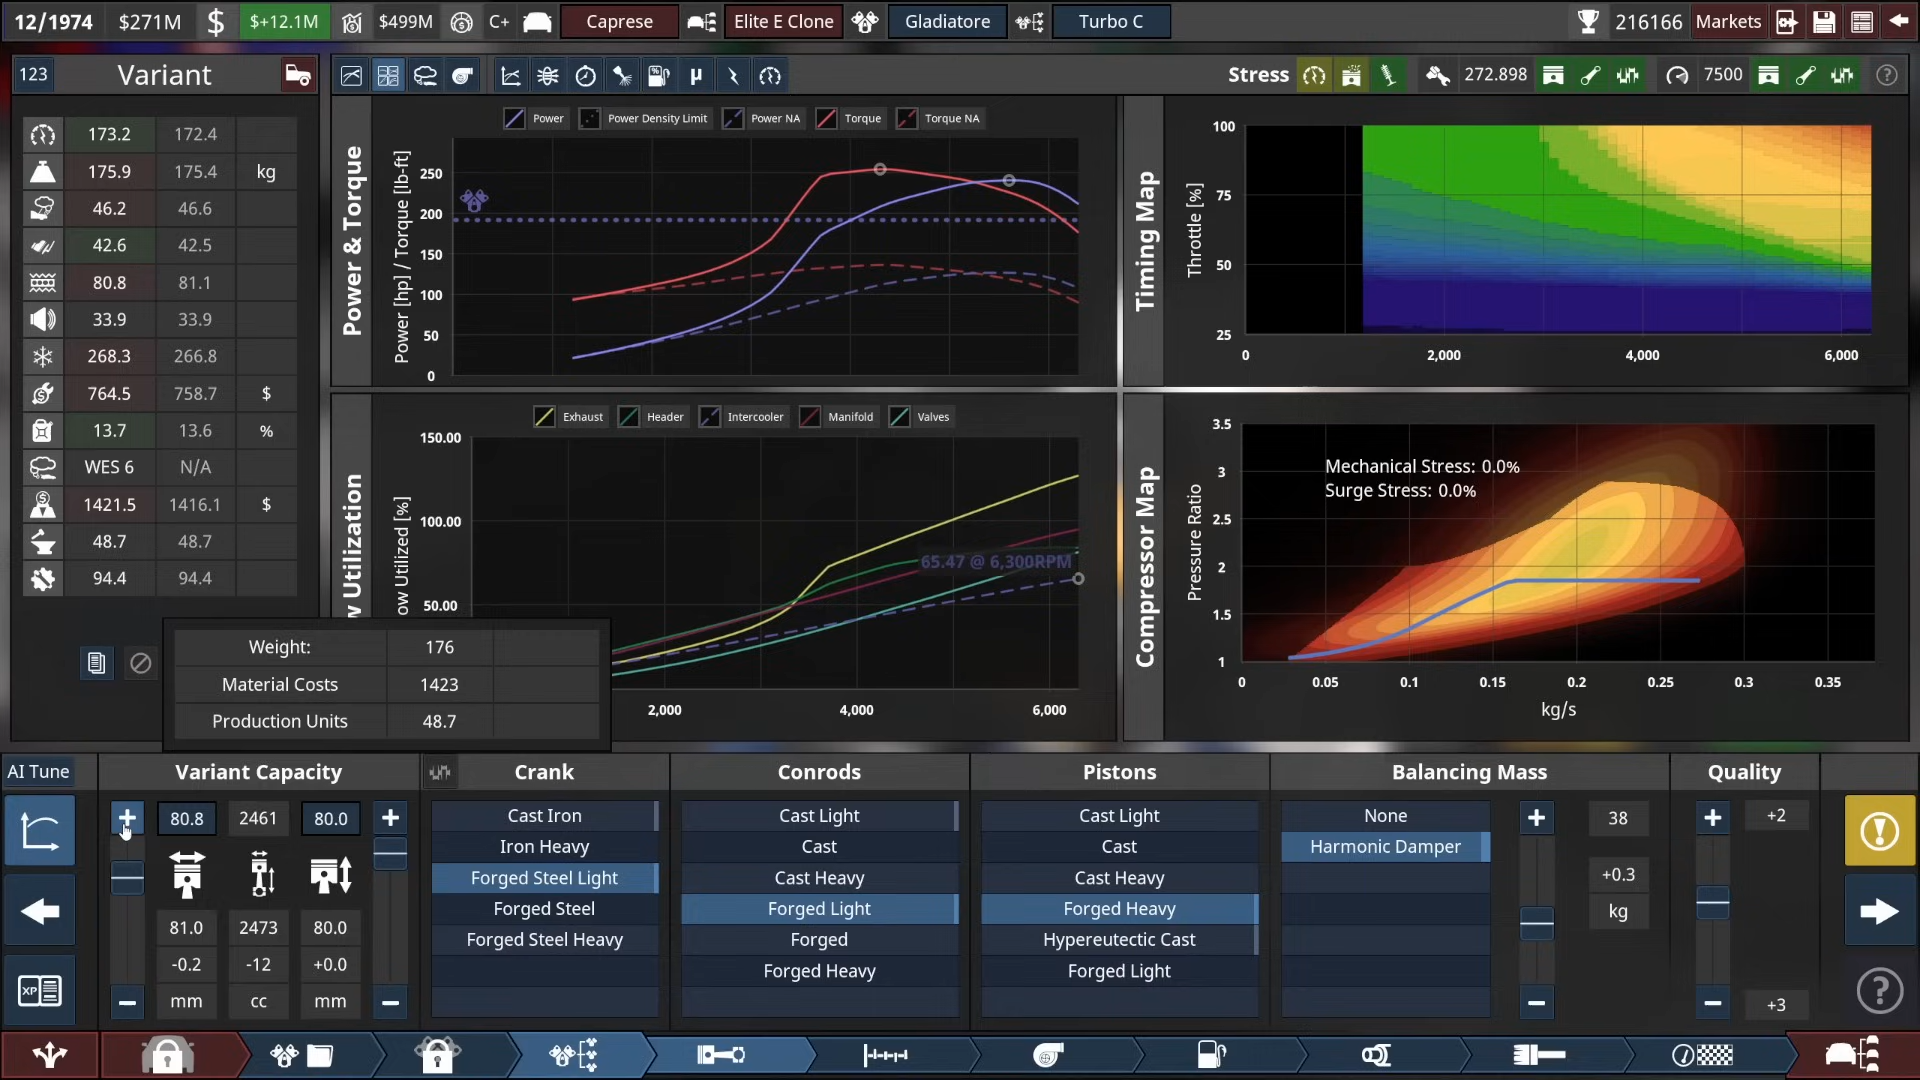 12/1974
$271M
$
$+12.1M
$499M
C+
Caprese
Elite E Clone
Gladiatore
Turbo C
216166
Markets
123
Variant
µ
Stress
272.898
7500
?
173.2 172.4
175.9 175.4 kg
46.2 46.6
42.6 42.5
80.8 81.1
33.9 33.9
268.3 266.8
764.5 758.7 $
13.7 13.6 %
WES 6 N/A
1421.5 1416.1 $
48.7 48.7
94.4 94.4
Weight: 176
Material Costs 1423
Production Units 48.7
Power & Torque
Power [hp] / Torque [lb-ft]
Power
Power Density Limit
Power NA
Torque
Torque NA
250
200
150
100
50
0
Timing Map
Throttle [%]
100
75
50
25
0 2,000 4,000 6,000
w Utilization
ow Utilized [%]
Exhaust
Header
Intercooler
Manifold
Valves
150.00
100.00
50.00
65.47 @ 6,300RPM
2,000 4,000 6,000
Compressor Map
Pressure Ratio
Mechanical Stress: 0.0%
Surge Stress: 0.0%
3.5
3
2.5
2
1.5
1
0 0.05 0.1 0.15 0.2 0.25 0.3 0.35
kg/s
AI Tune
XP
Variant Capacity
80.8 2461 80.0
81.0 2473 80.0
-0.2 -12 +0.0
mm cc mm
Crank
Cast Iron
Iron Heavy
Forged Steel Light
Forged Steel
Forged Steel Heavy
Conrods
Cast Light
Cast
Cast Heavy
Forged Light
Forged
Forged Heavy
Pistons
Cast Light
Cast
Cast Heavy
Forged Heavy
Hypereutectic Cast
Forged Light
Balancing Mass
None
Harmonic Damper
38
+0.3
kg
Quality
+2
+3
?